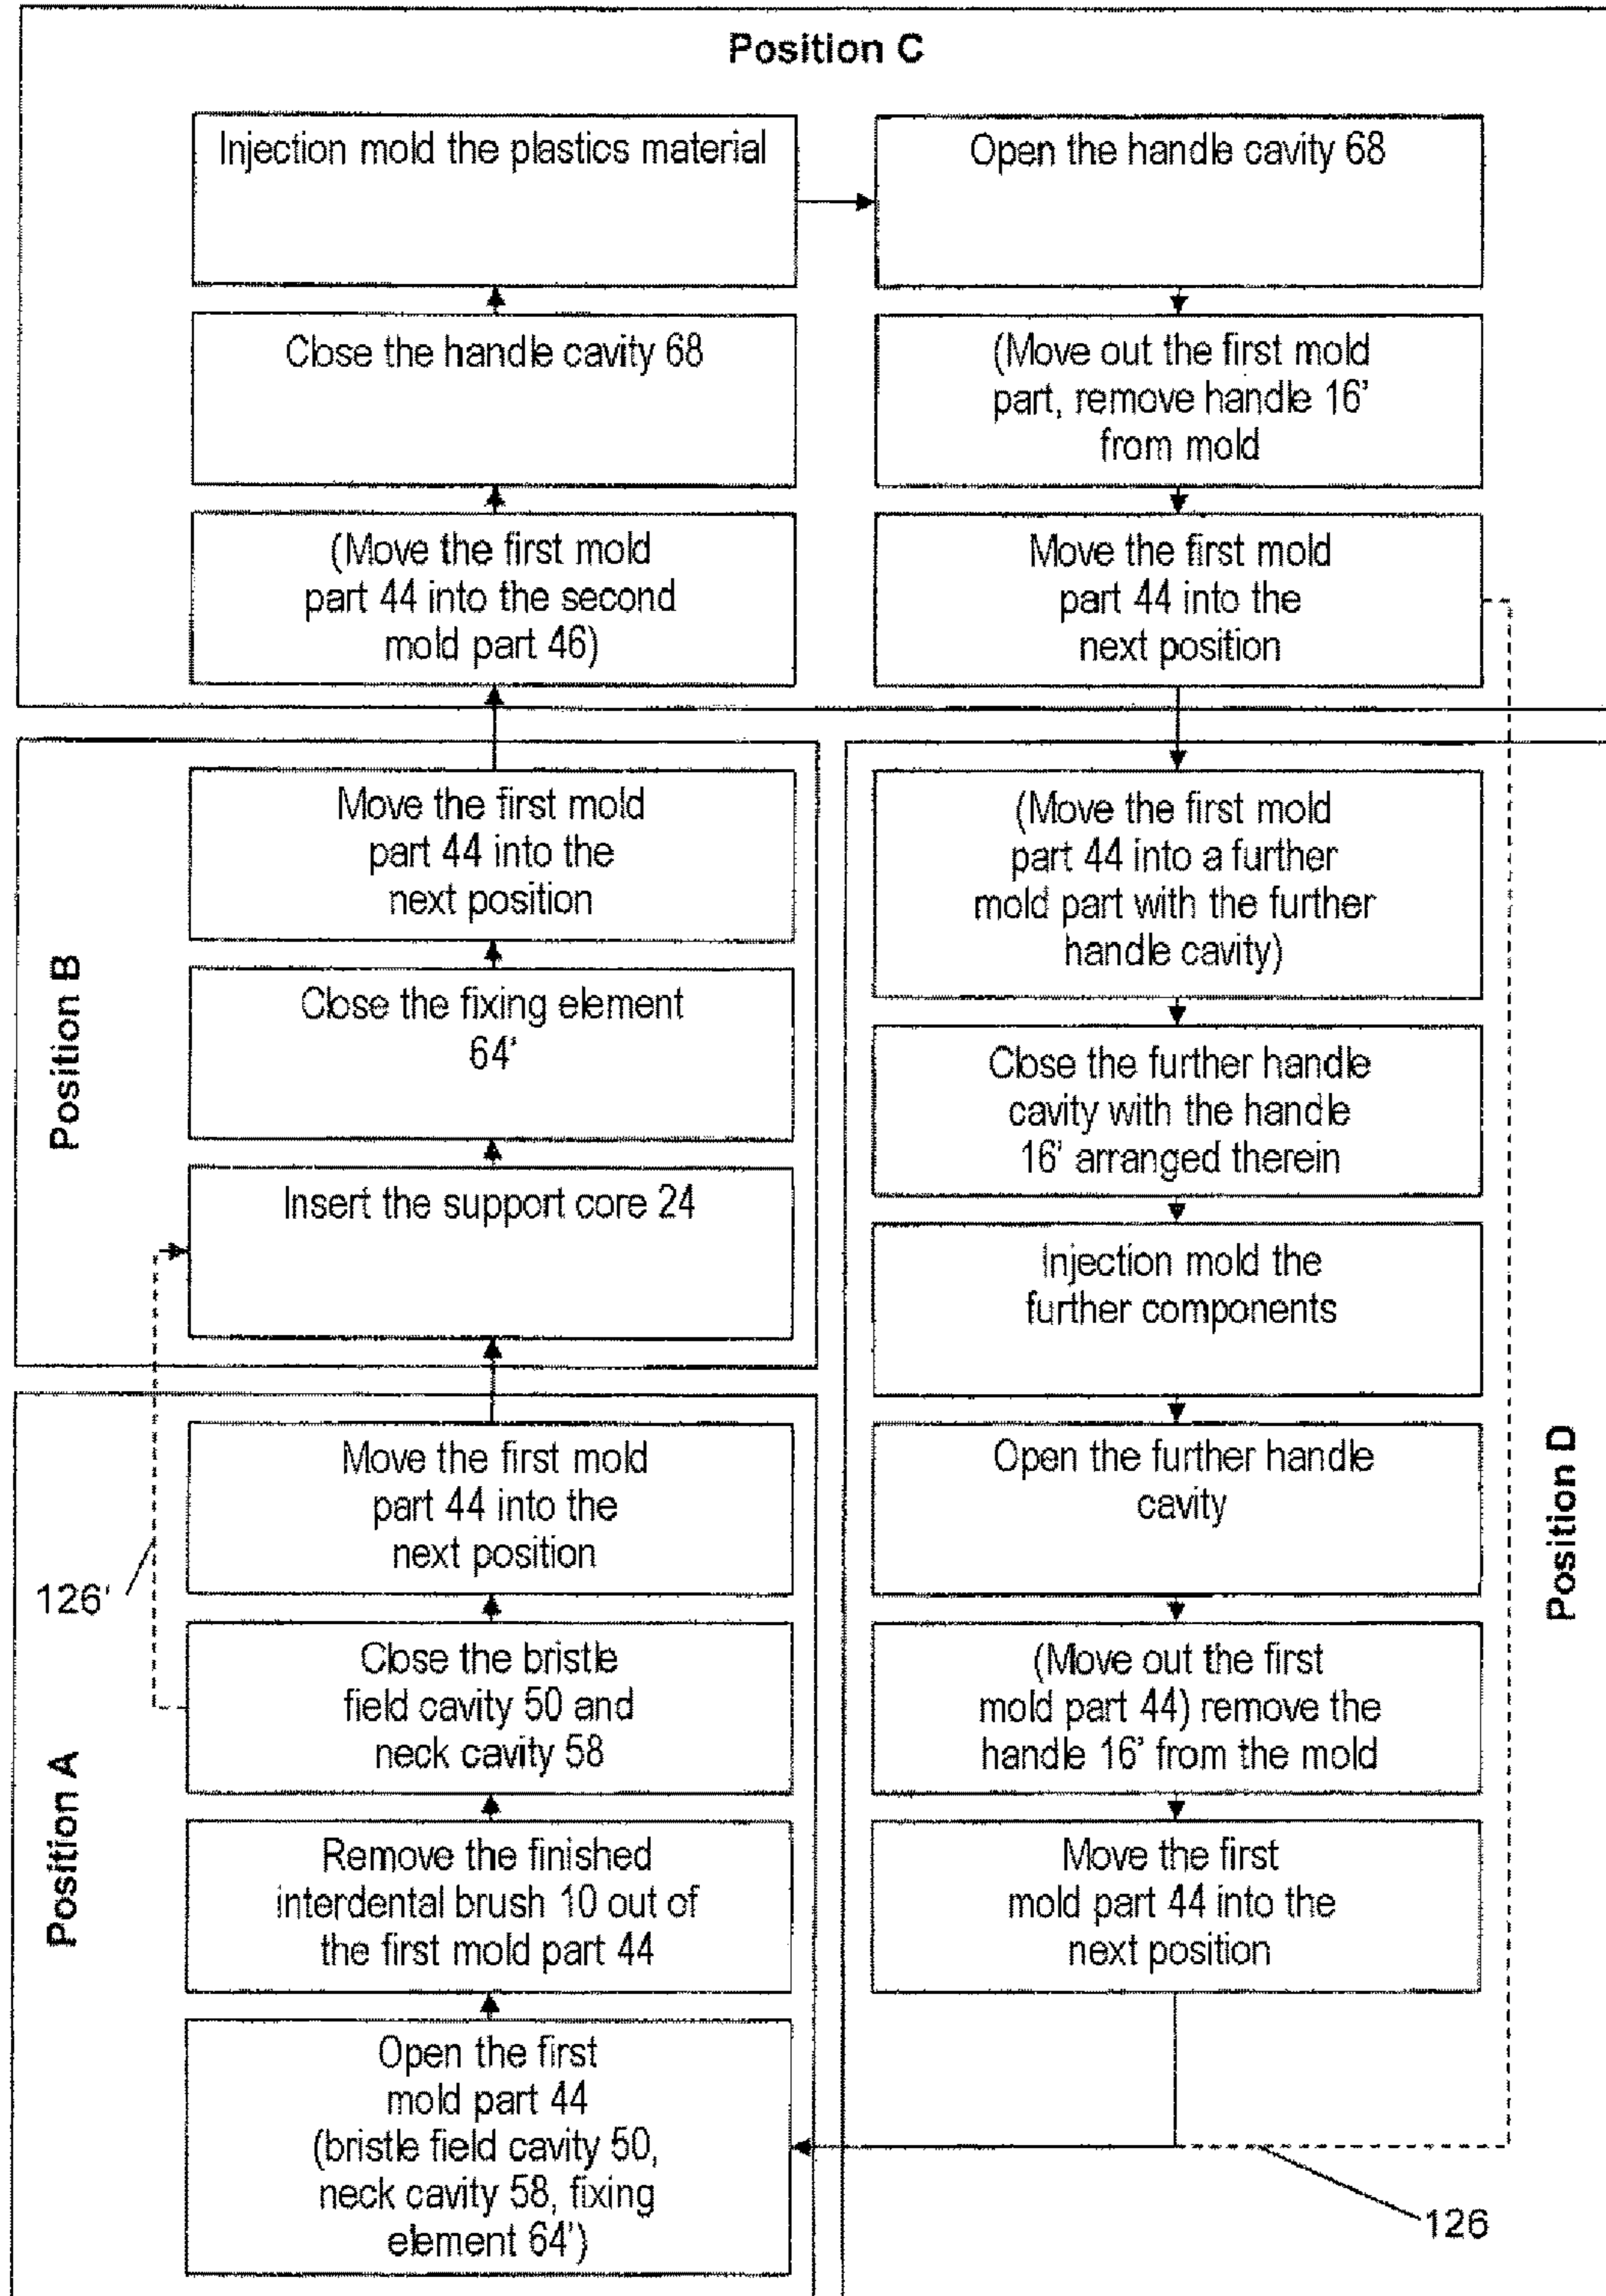 Position C
Injection mold the plastics material
Open the handle cavity 68
Close the handle cavity 68
(Move out the first mold
part, remove handle 16'
from mold
(Move the first mold
part 44 into the second
mold part 46)
Move the first mold
part 44 into the
next position
Position B
Move the first mold
part 44 into the
next position
Close the fixing element
64'
Insert the support core 24
Position A
Move the first mold
part 44 into the
next position
126'
Close the bristle
field cavity 50 and
neck cavity 58
Remove the finished
interdental brush 10 out of
the first mold part 44
Open the first
mold part 44
(bristle field cavity 50,
neck cavity 58, fixing
element 64')
Position D
(Move the first mold
part 44 into a further
mold part with the further
handle cavity)
Close the further handle
cavity with the handle
16' arranged therein
Injection mold the
further components
Open the further handle
cavity
(Move out the first
mold part 44) remove the
handle 16' from the mold
Move the first
mold part 44 into the
next position
126